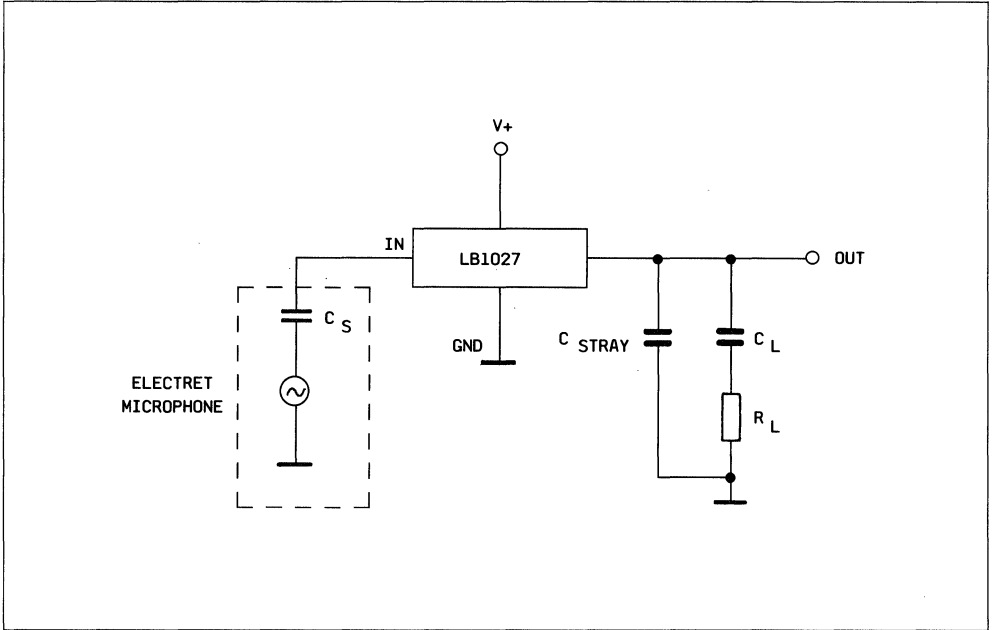 V+
IN
LB1027
OUT
C S
GND
C STRAY
C L
ELECTRET
MICROPHONE
R L